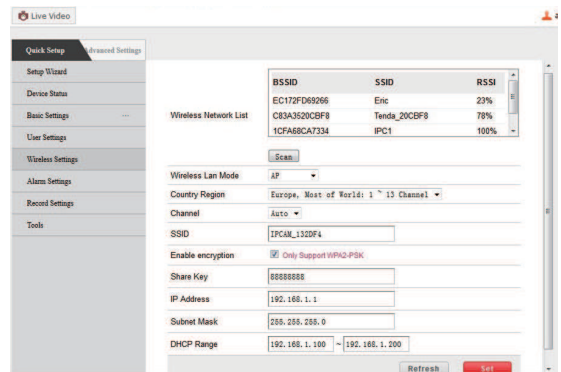 Live Video
Quick Setup Advanced Settings
Setup Wizard
Device Status
Basic Settings
User Settings
Wireless Settings
Alarm Settings
Record Settings
Tools
BSSID SSID RSSI
Wireless Network List
EC172FD69266 Eric 23%
C83A3520CBF8 Tenda_20CBF8 78%
1CFA68CA7334 IPC1 100%
Scan
Wireless Lan Mode AP
Country Region Europe, Most of World: 1 ~ 13 Channel
Channel Auto
SSID IPCAM_132DF4
Enable encryption Only Support WPA2-PSK
Share Key 88888888
IP Address 192.168.1.1
Subnet Mask 255.255.255.0
DHCP Range 192.168.1.100 ~ 192.168.1.200
Refresh Set